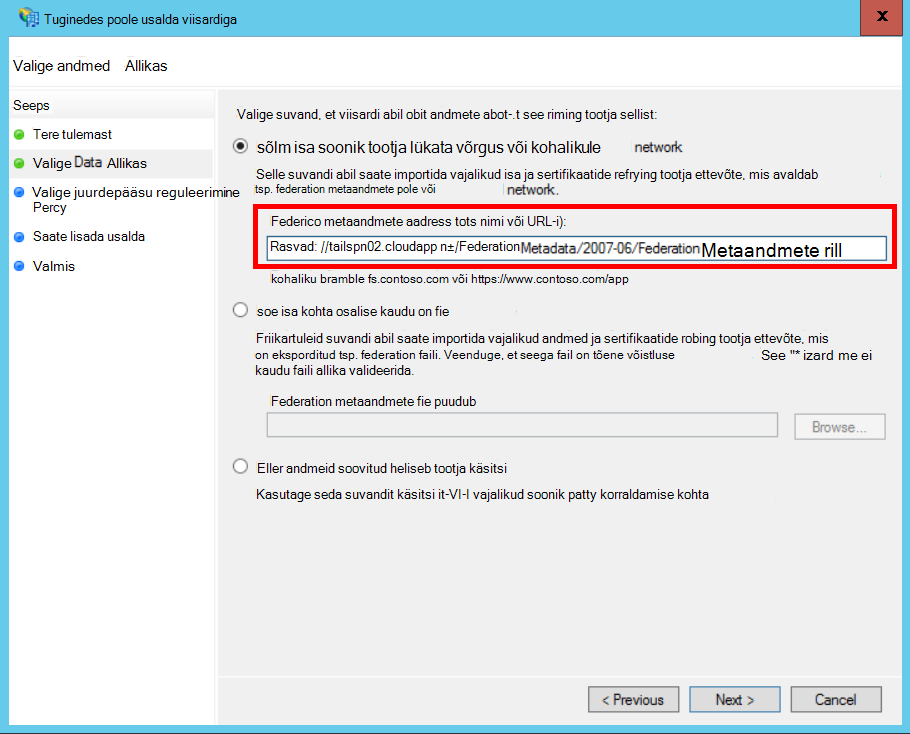 Tuginedes poole usalda viisardiga
x
Valige andmed Allikas
Seeps
Tere tulemast
Valige Data Allikas
Valige juurdepääsu reguleerimine
Percy
Saate lisada usalda
Valmis
Valige suvand, et viisardi abil obit andmete abot-.t see riming tootja sellist:
sõlm isa soonik tootja lükata võrgus või kohalikule network
Selle suvandi abil saate importida vajalikud isa ja sertifikaatide refrying tootja ettevõte, mis avaldab
tsp. federation metaandmete pole või network.
Federico metaandmete aadress tots nimi või URL-i):
Rasvad: //tailspn02.cloudapp n±/FederationMetadata/2007-06/FederationMetaandmete rill
kohaliku bramble fs.contoso.com või https://www.contoso.com/app
soe isa kohta osalise kaudu on fie
Friikartuleid suvandi abil saate importida vajalikud andmed ja sertifikaatide robing tootja ettevõte, mis
on eksporditud tsp. federation faili. Veenduge, et seega fail on tõene võistluse See "* izard me ei
kaudu faili allika valideerida.
Federation metaandmete fie puudub
Browse...
Eller andmeid soovitud heliseb tootja käsitsi
Kasutage seda suvandit käsitsi it-VI-I vajalikud soonik patty korraldamise kohta
< Previous
Next >
Cancel